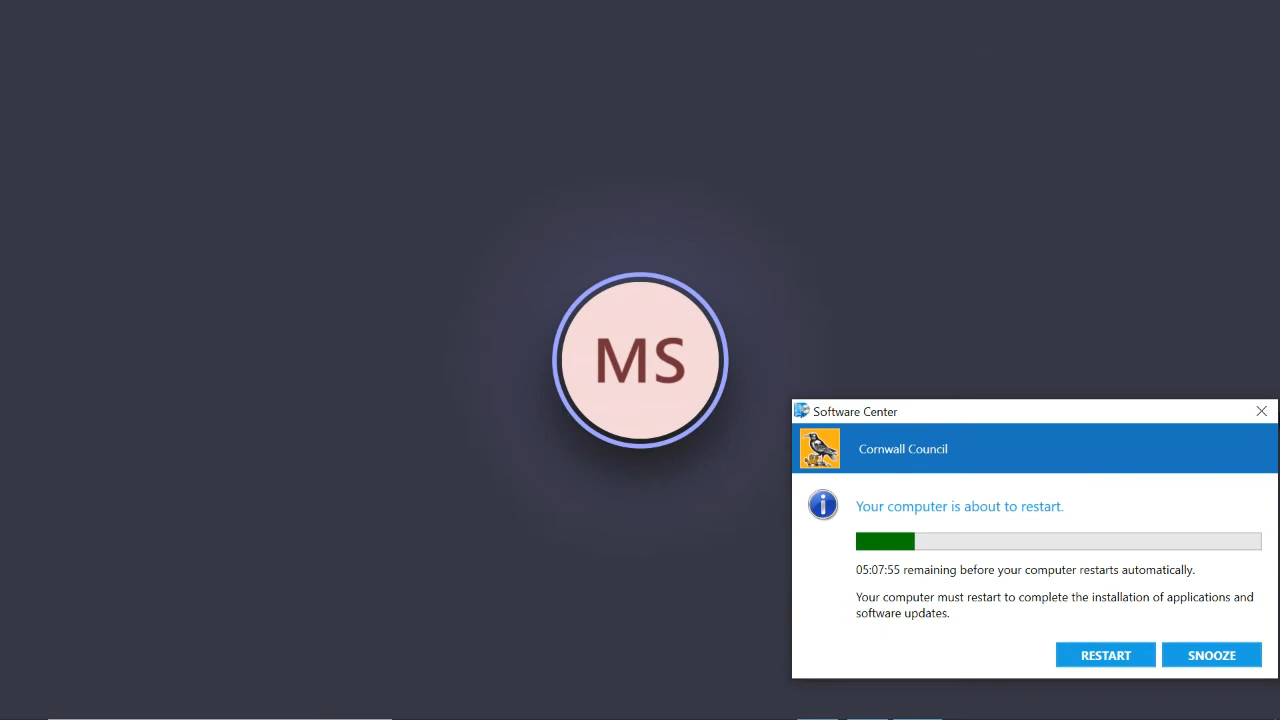 MS
Software Center
Cornwall Council
Your computer is about to restart.
05:07:55 remaining before your computer restarts automatically.
Your computer must restart to complete the installation of applications and
software updates.
RESTART SNOOZE